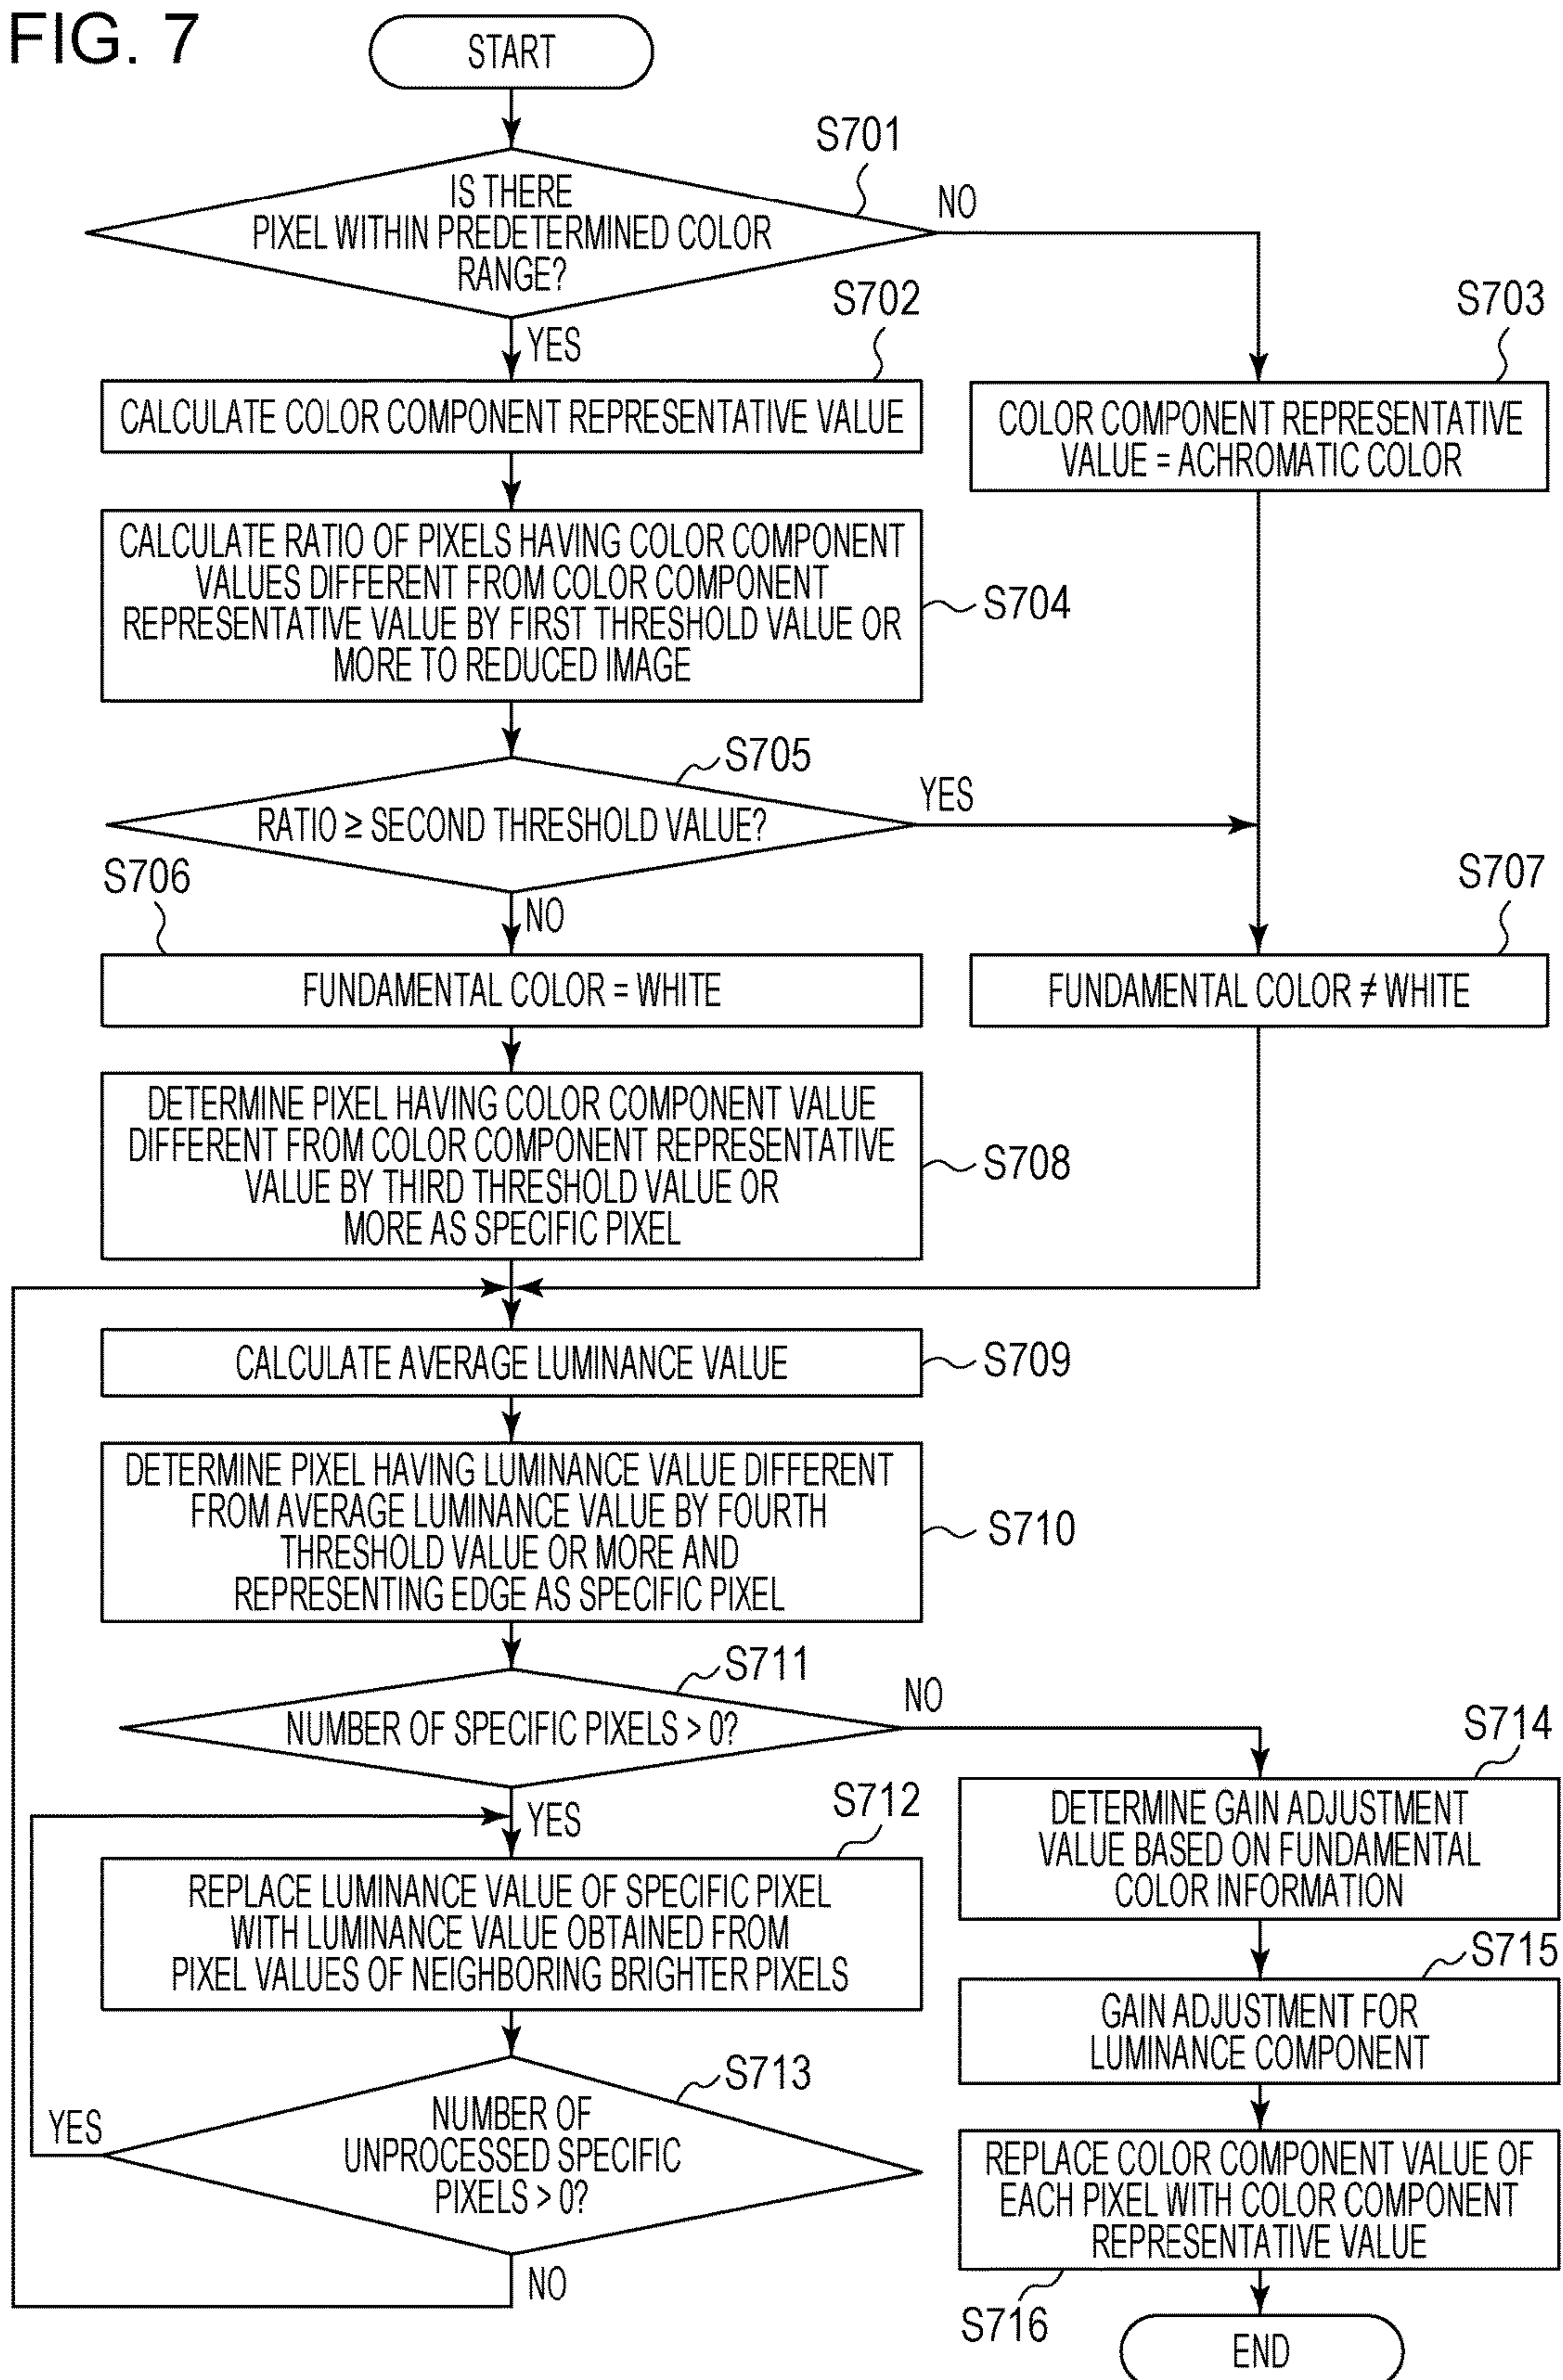 FIG. 7
START
S701
IS THERE
PIXEL WITHIN PREDETERMINED COLOR
RANGE?
NO
YES
S702
CALCULATE COLOR COMPONENT REPRESENTATIVE VALUE
S703
COLOR COMPONENT REPRESENTATIVE
VALUE = ACHROMATIC COLOR
CALCULATE RATIO OF PIXELS HAVING COLOR COMPONENT
VALUES DIFFERENT FROM COLOR COMPONENT
REPRESENTATIVE VALUE BY FIRST THRESHOLD VALUE OR
MORE TO REDUCED IMAGE
S704
S705
RATIO ≥ SECOND THRESHOLD VALUE?
YES
NO
S706
FUNDAMENTAL COLOR = WHITE
S707
FUNDAMENTAL COLOR ≠ WHITE
DETERMINE PIXEL HAVING COLOR COMPONENT VALUE
DIFFERENT FROM COLOR COMPONENT REPRESENTATIVE
VALUE BY THIRD THRESHOLD VALUE OR
MORE AS SPECIFIC PIXEL
S708
CALCULATE AVERAGE LUMINANCE VALUE
S709
DETERMINE PIXEL HAVING LUMINANCE VALUE DIFFERENT
FROM AVERAGE LUMINANCE VALUE BY FOURTH
THRESHOLD VALUE OR MORE AND
REPRESENTING EDGE AS SPECIFIC PIXEL
S710
S711
NUMBER OF SPECIFIC PIXELS > 0?
NO
YES
S712
REPLACE LUMINANCE VALUE OF SPECIFIC PIXEL
WITH LUMINANCE VALUE OBTAINED FROM
PIXEL VALUES OF NEIGHBORING BRIGHTER PIXELS
S713
NUMBER OF
UNPROCESSED SPECIFIC
PIXELS > 0?
YES
NO
S714
DETERMINE GAIN ADJUSTMENT
VALUE BASED ON FUNDAMENTAL
COLOR INFORMATION
S715
GAIN ADJUSTMENT FOR
LUMINANCE COMPONENT
REPLACE COLOR COMPONENT VALUE OF
EACH PIXEL WITH COLOR COMPONENT
REPRESENTATIVE VALUE
S716
END